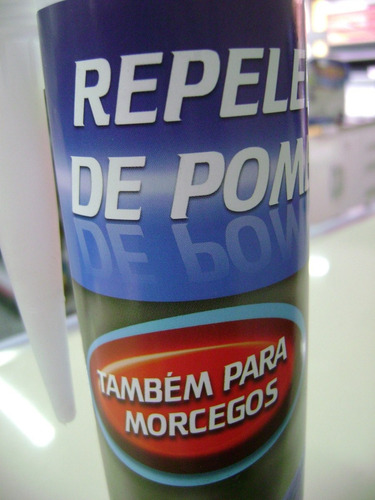 REPELE
DE POM
TAMBÉM PARA
MORCEGOS